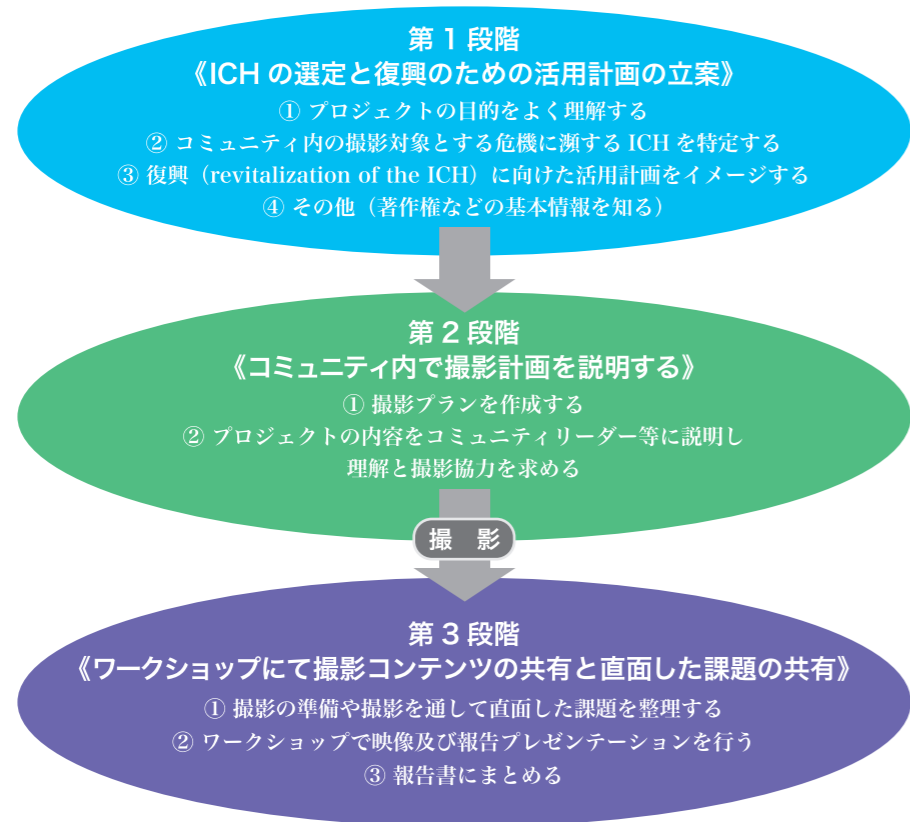 第 1 段階
《ICH の選定と復興のための活用計画の立案》
① プロジェクトの目的をよく理解する
② コミュニティ内の撮影対象とする危機に瀕する ICH を特定する
③ 復興（revitalization of the ICH）に向けた活用計画をイメージする
④ その他（著作権などの基本情報を知る）
第 2 段階
《コミュニティ内で撮影計画を説明する》
① 撮影プランを作成する
② プロジェクトの内容をコミュニティリーダー等に説明し
理解と撮影協力を求める
撮 影
第 3 段階
《ワークショップにて撮影コンテンツの共有と直面した課題の共有》
① 撮影の準備や撮影を通して直面した課題を整理する
② ワークショップで映像及び報告プレゼンテーションを行う
③ 報告書にまとめる